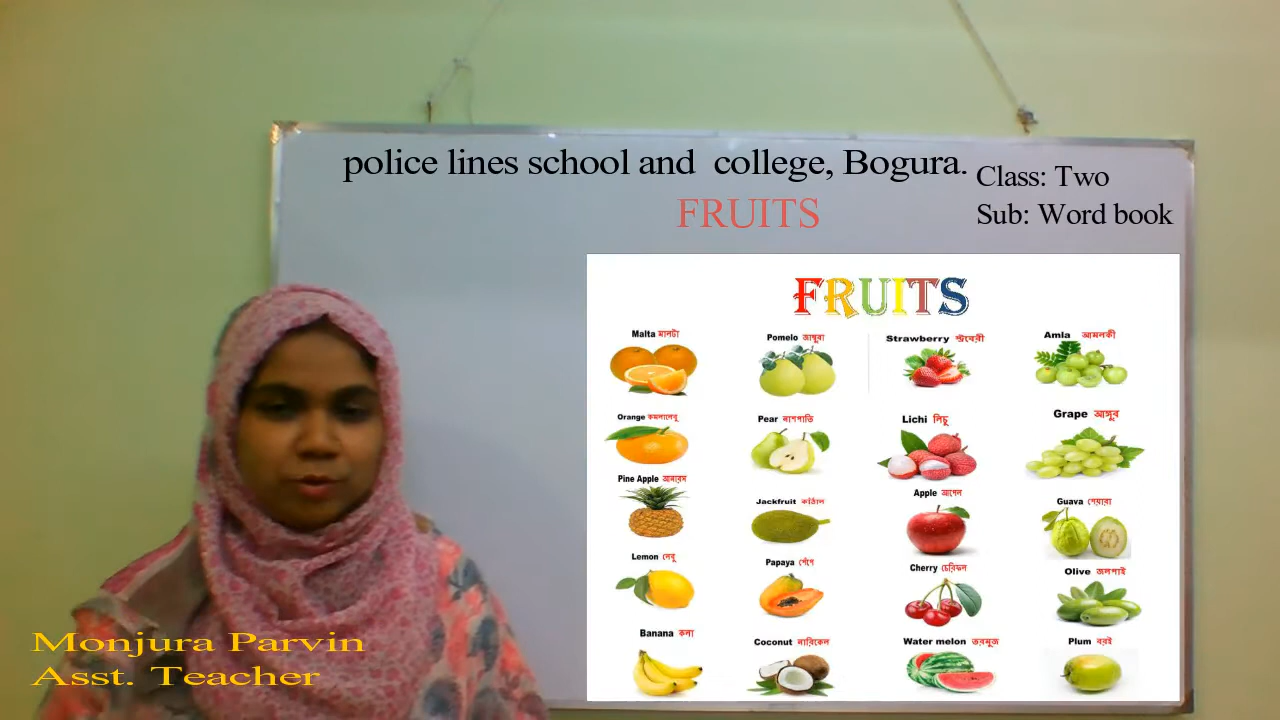 police lines school and college, Bogura.
Class: Two
FRUITS
Sub: Word book
FRUITS
Malta মালটা
Pomelo জাম্বুরা
Strawberry স্ট্রবেরী
Amla আমলকী
Orange কমলালেবু
Pear নাশপাতি
Lichi লিচু
Grape আঙ্গুর
Pine Apple আনারস
Jackfruit কাঁঠাল
Apple আপেল
Guava পেয়ারা
Lemon লেবু
Papaya পেঁপে
Cherry চেরিফল
Olive জলপাই
Banana কলা
Coconut নারিকেল
Water melon তরমুজ
Plum বরই
Monjura Parvin
Asst. Teacher